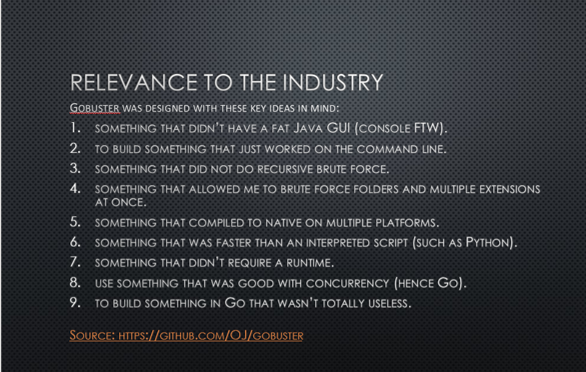 RELEVANCE TO THE INDUSTRY
GOBUSTER WAS DESIGNED WITH THESE KEY IDEAS IN MIND:
1. SOMETHING THAT DIDN'T HAVE A FAT JAVA GUI (CONSOLE FTW).
2. TO BUILD SOMETHING THAT JUST WORKED ON THE COMMAND LINE.
3. SOMETHING THAT DID NOT DO RECURSIVE BRUTE FORCE.
4. SOMETHING THAT ALLOWED ME TO BRUTE FORCE FOLDERS AND MULTIPLE EXTENSIONS
AT ONCE.
5. SOMETHING THAT COMPILED TO NATIVE ON MULTIPLE PLATFORMS.
6. SOMETHING THAT WAS FASTER THAN AN INTERPRETED SCRIPT (SUCH AS PYTHON).
7. SOMETHING THAT DIDN'T REQUIRE A RUNTIME.
8. USE SOMETHING THAT WAS GOOD WITH CONCURRENCY (HENCE GO).
9. TO BUILD SOMETHING IN GO THAT WASN'T TOTALLY USELESS.
SOURCE: HTTPS://GITHUB.COM/OJ/GOBUSTER